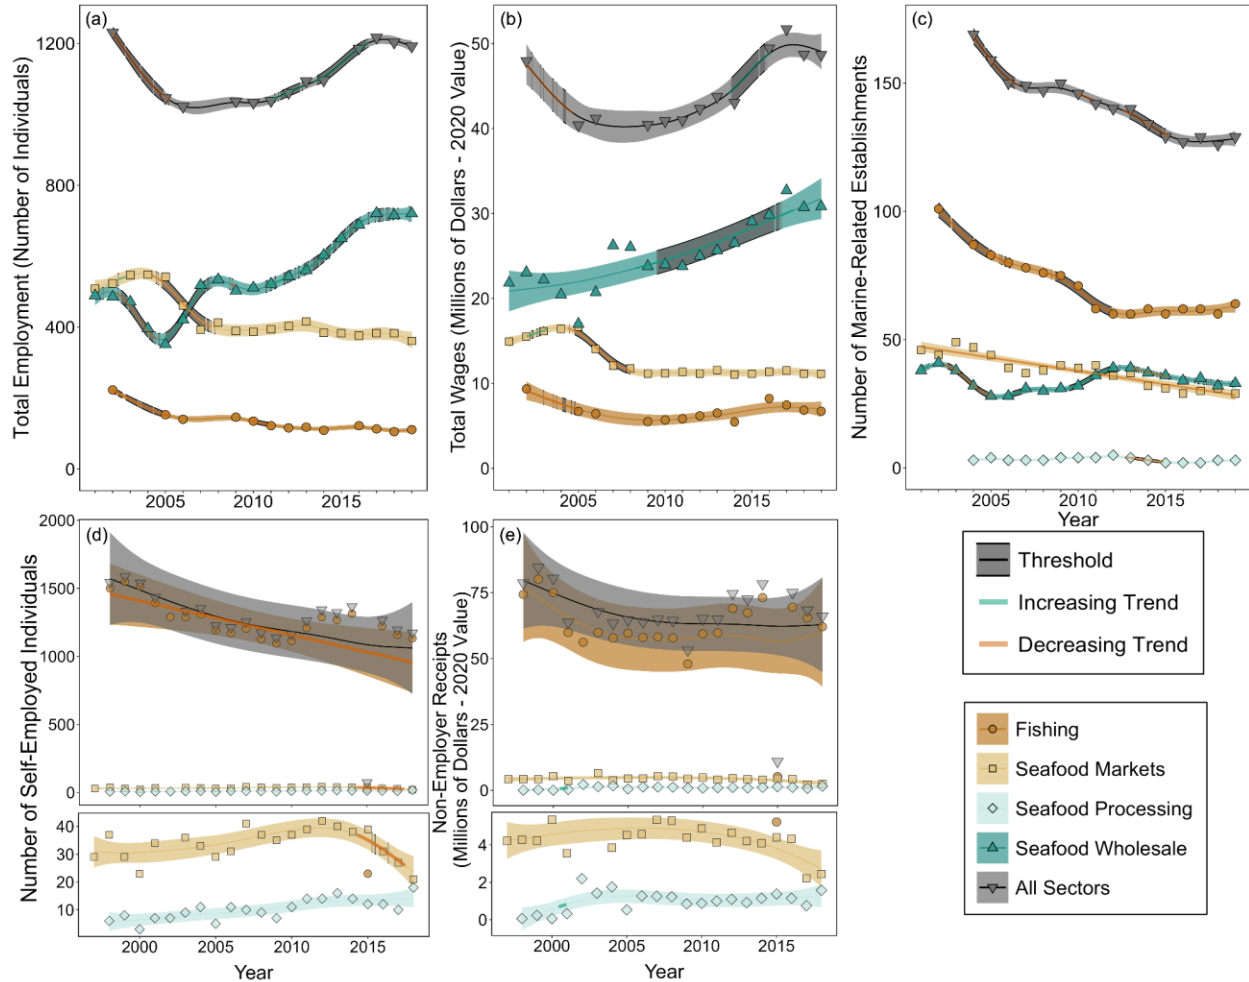 (a)
(b)
(c)
Total Employment (Number of Individuals)
1200
800
400
0
2005
2010
2015
Total Wages (Millions of Dollars - 2020 Value)
50
40
30
20
10
0
2005
2010
2015
Number of Marine-Related Establishments
150
100
50
0
2005
2010
2015
Year
(d)
(e)
Number of Self-Employed Individuals
2000
1500
1000
500
0
40
30
20
10
2000
2005
2010
2015
Year
Non-Employer Receipts
(Millions of Dollars - 2020 Value)
100
75
50
25
0
4
2
0
2000
2005
2010
2015
Year
Threshold
Increasing Trend
Decreasing Trend
Fishing
Seafood Markets
Seafood Processing
Seafood Wholesale
All Sectors